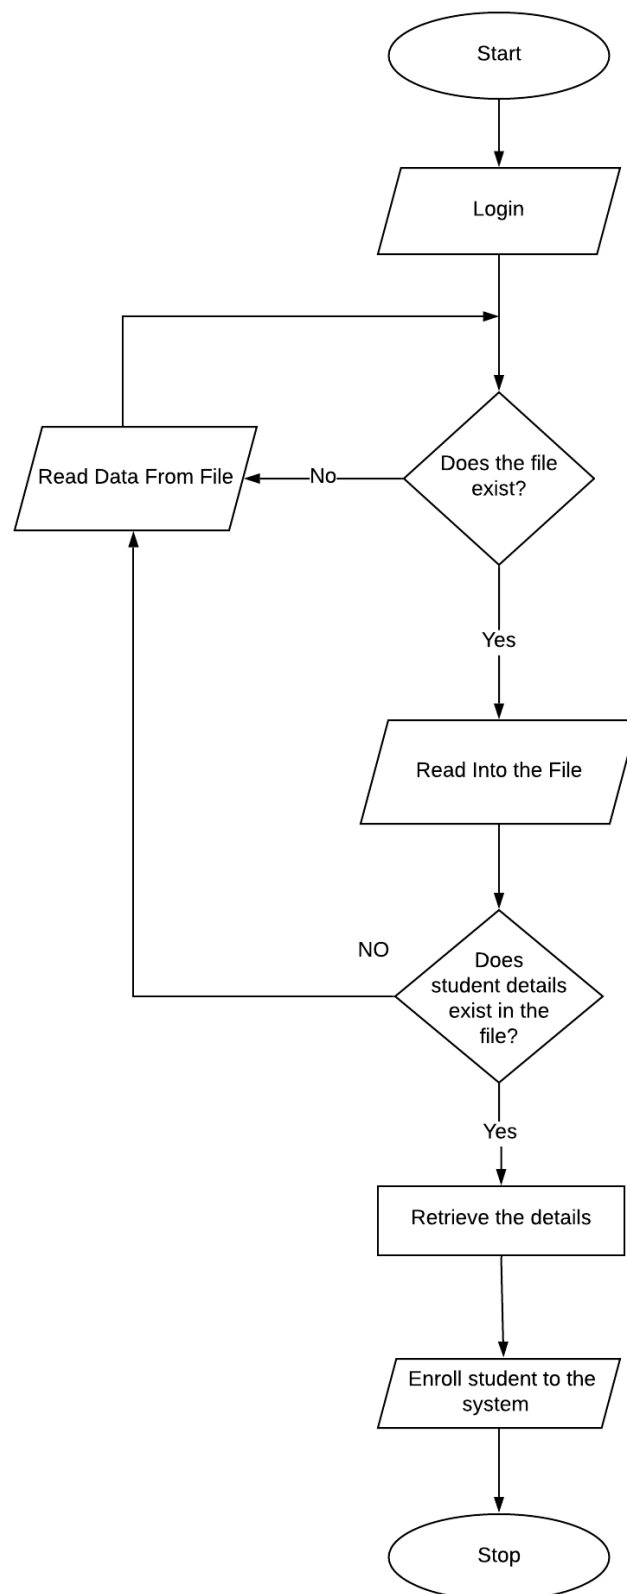 Start
Login
Read Data From File
No
Does the file
exist?
Yes
Read Into the File
NO
Does
student details
exist in the
file?
Yes
Retrieve the details
Enroll student to the
system
Stop